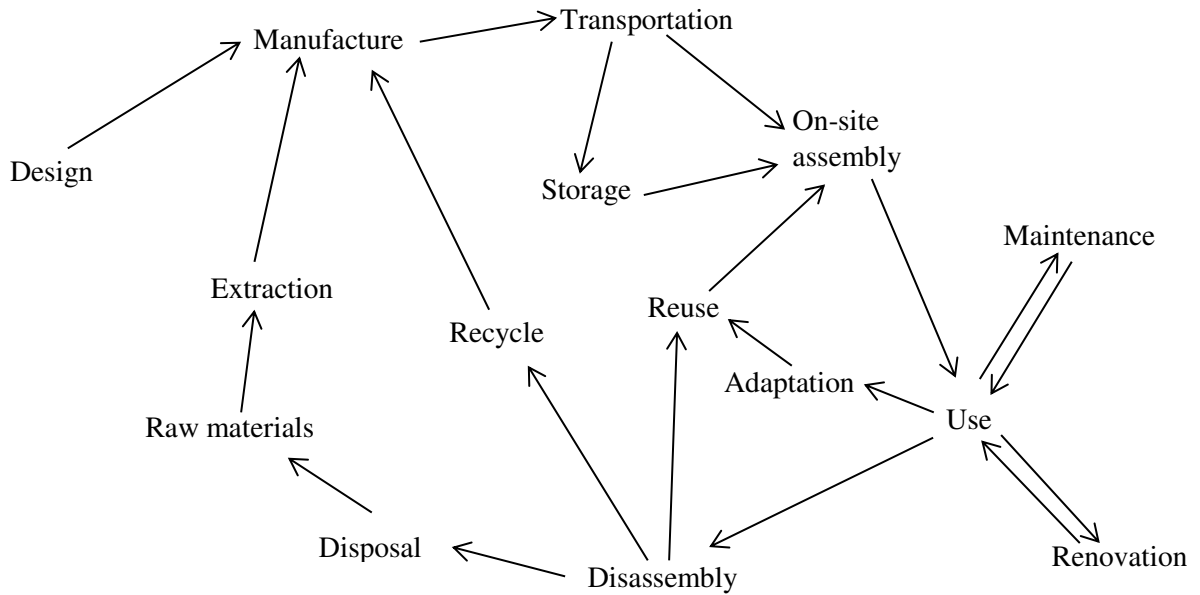 Transportation
Manufacture
On-site
assembly
Design
Storage
Maintenance
Extraction
Reuse
Recycle
Adaptation
Use
Raw materials
Disposal
Renovation
Disassembly